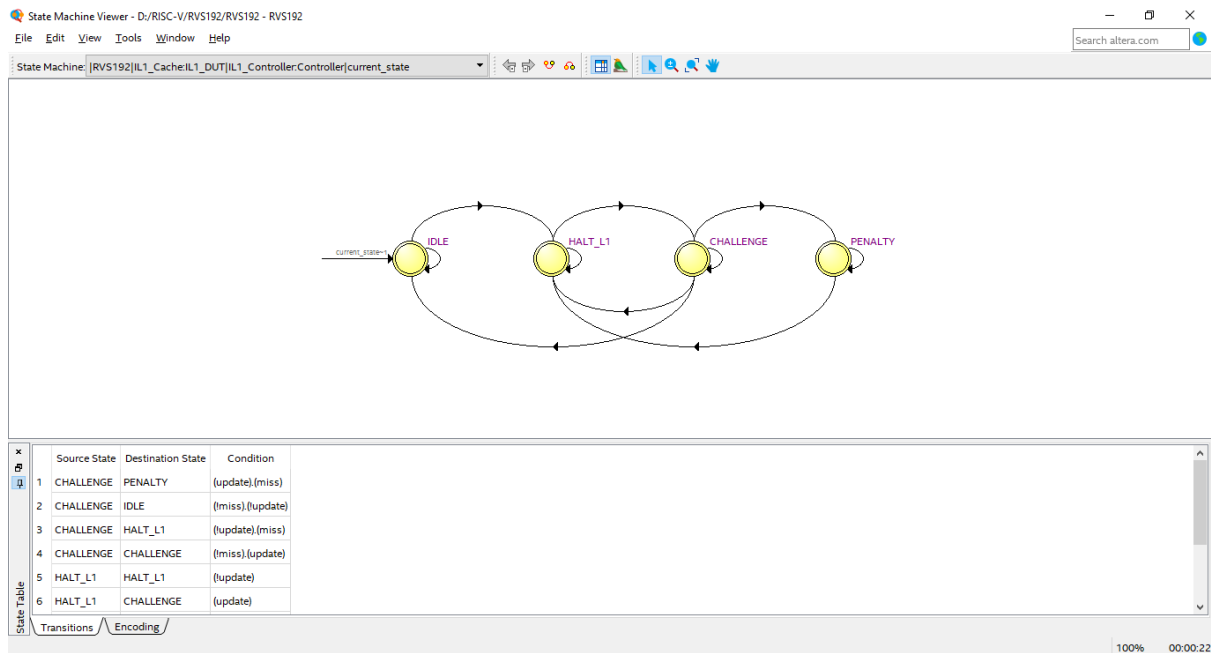 State Machine Viewer - D:/RISC-V/RVS192/RVS192 - RVS192
File Edit View Tools Window Help
Search altera.com
State Machine: |RVS192|IL1_Cache:IL1_DUT|IL1_Controller:Controller|current_state
IDLE HALT_L1 CHALLENGE PENALTY
current_state~1
Source State Destination State Condition
1 CHALLENGE PENALTY (update).(miss)
2 CHALLENGE IDLE (!miss).(!update)
3 CHALLENGE HALT_L1 (!update).(miss)
4 CHALLENGE CHALLENGE (!miss).(update)
5 HALT_L1 HALT_L1 (!update)
6 HALT_L1 CHALLENGE (update)
State Table
Transitions Encoding
100% 00:00:22